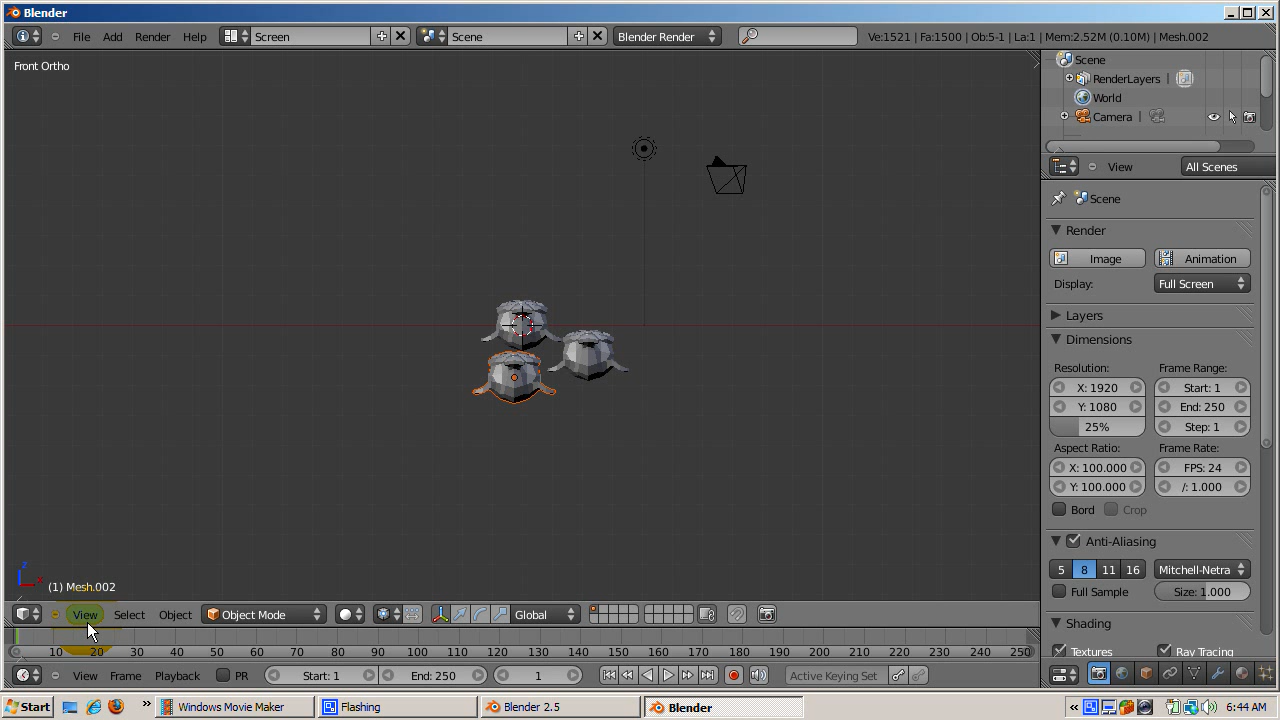 Blender
File Add Render Help Screen Scene Blender Render Ve:1521 | Fa:1500 | Ob:5-1 | La:1 | Mem:2.52M (0.10M) | Mesh.002
Front Ortho
Scene
RenderLayers
World
Camera
View All Scenes
Scene
Render
Image Animation
Display: Full Screen
Layers
Dimensions
Resolution: Frame Range:
X: 1920 Start: 1
Y: 1080 End: 250
25% Step: 1
Aspect Ratio: Frame Rate:
X: 100.000 FPS: 24
Y: 100.000 /: 1.000
Bord Crop
Anti-Aliasing
5 8 11 16 Mitchell-Netra
Full Sample Size: 1.000
Shading
Textures Ray Tracing
z
x
(1) Mesh.002
View Select Object Object Mode Global
10 20 30 40 50 60 70 80 90 100 110 120 130 140 150 160 170 180 190 200 210 220 230 240 250
View Frame Playback PR Start: 1 End: 250 1 Active Keying Set
Start » Windows Movie Maker Flashing Blender 2.5 Blender « 6:44 AM